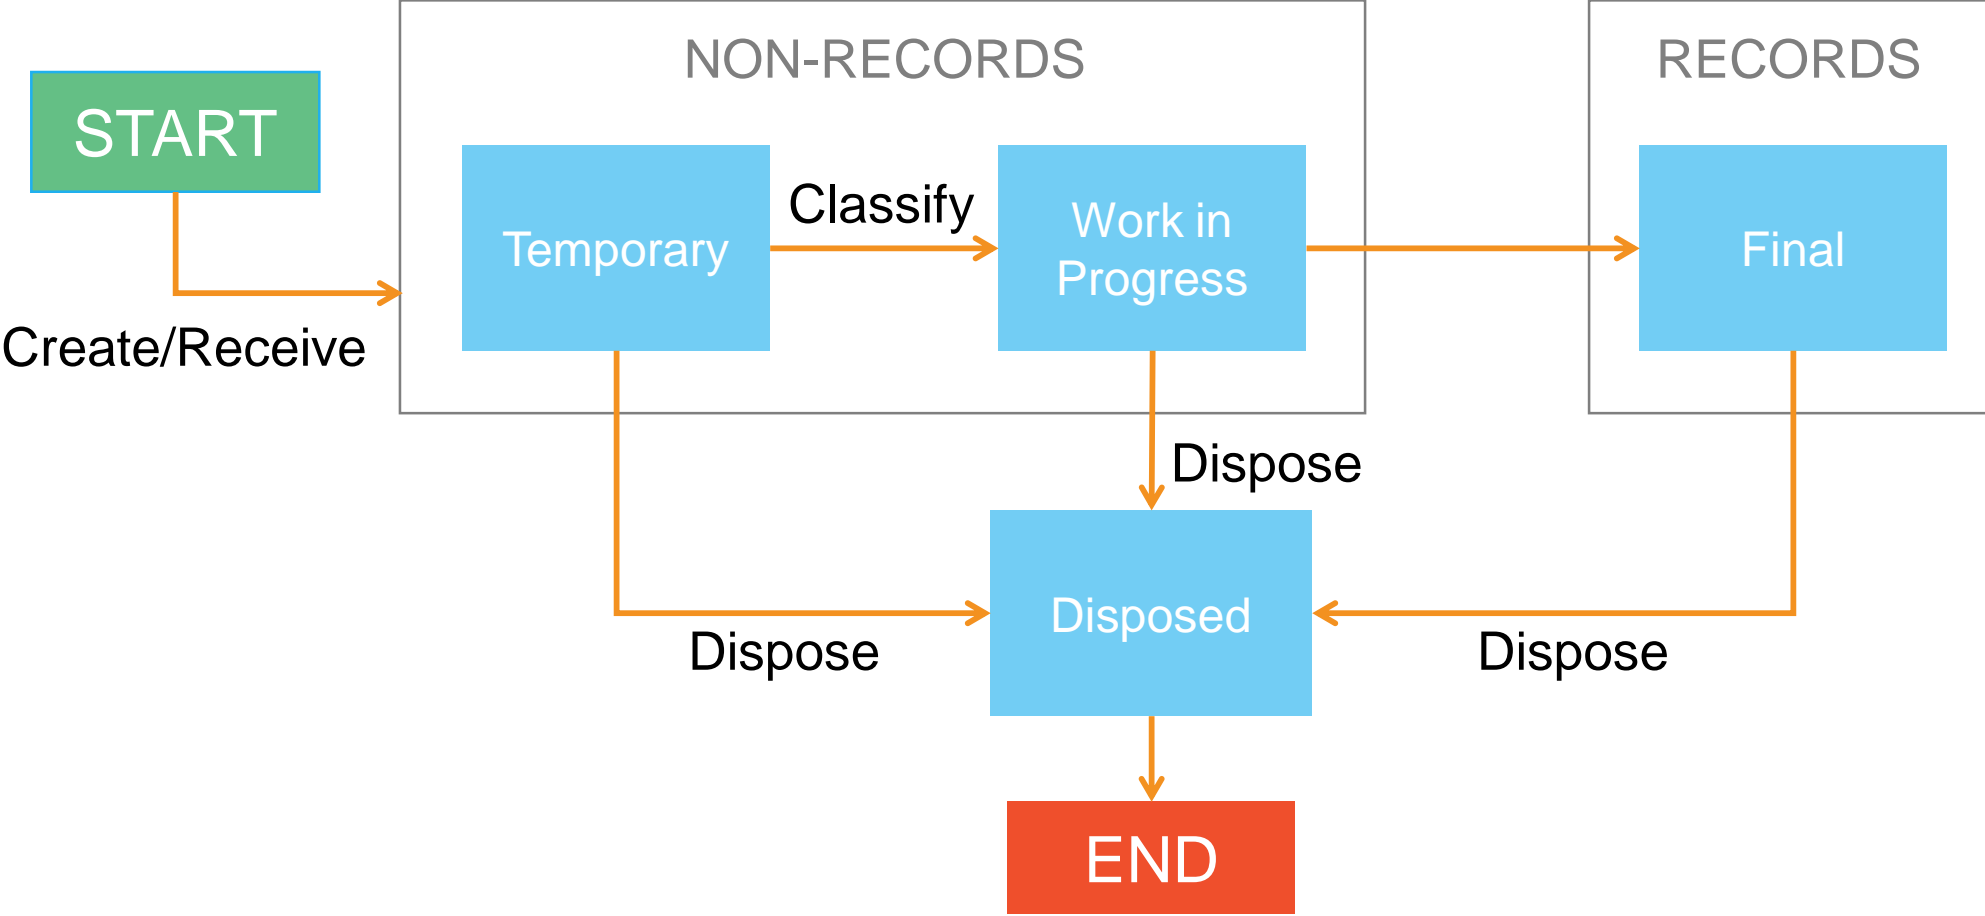 NON-RECORDS
RECORDS
START
Temporary
Classify
Work in
Progress
Final
Create/Receive
Dispose
Disposed
Dispose
Dispose
END